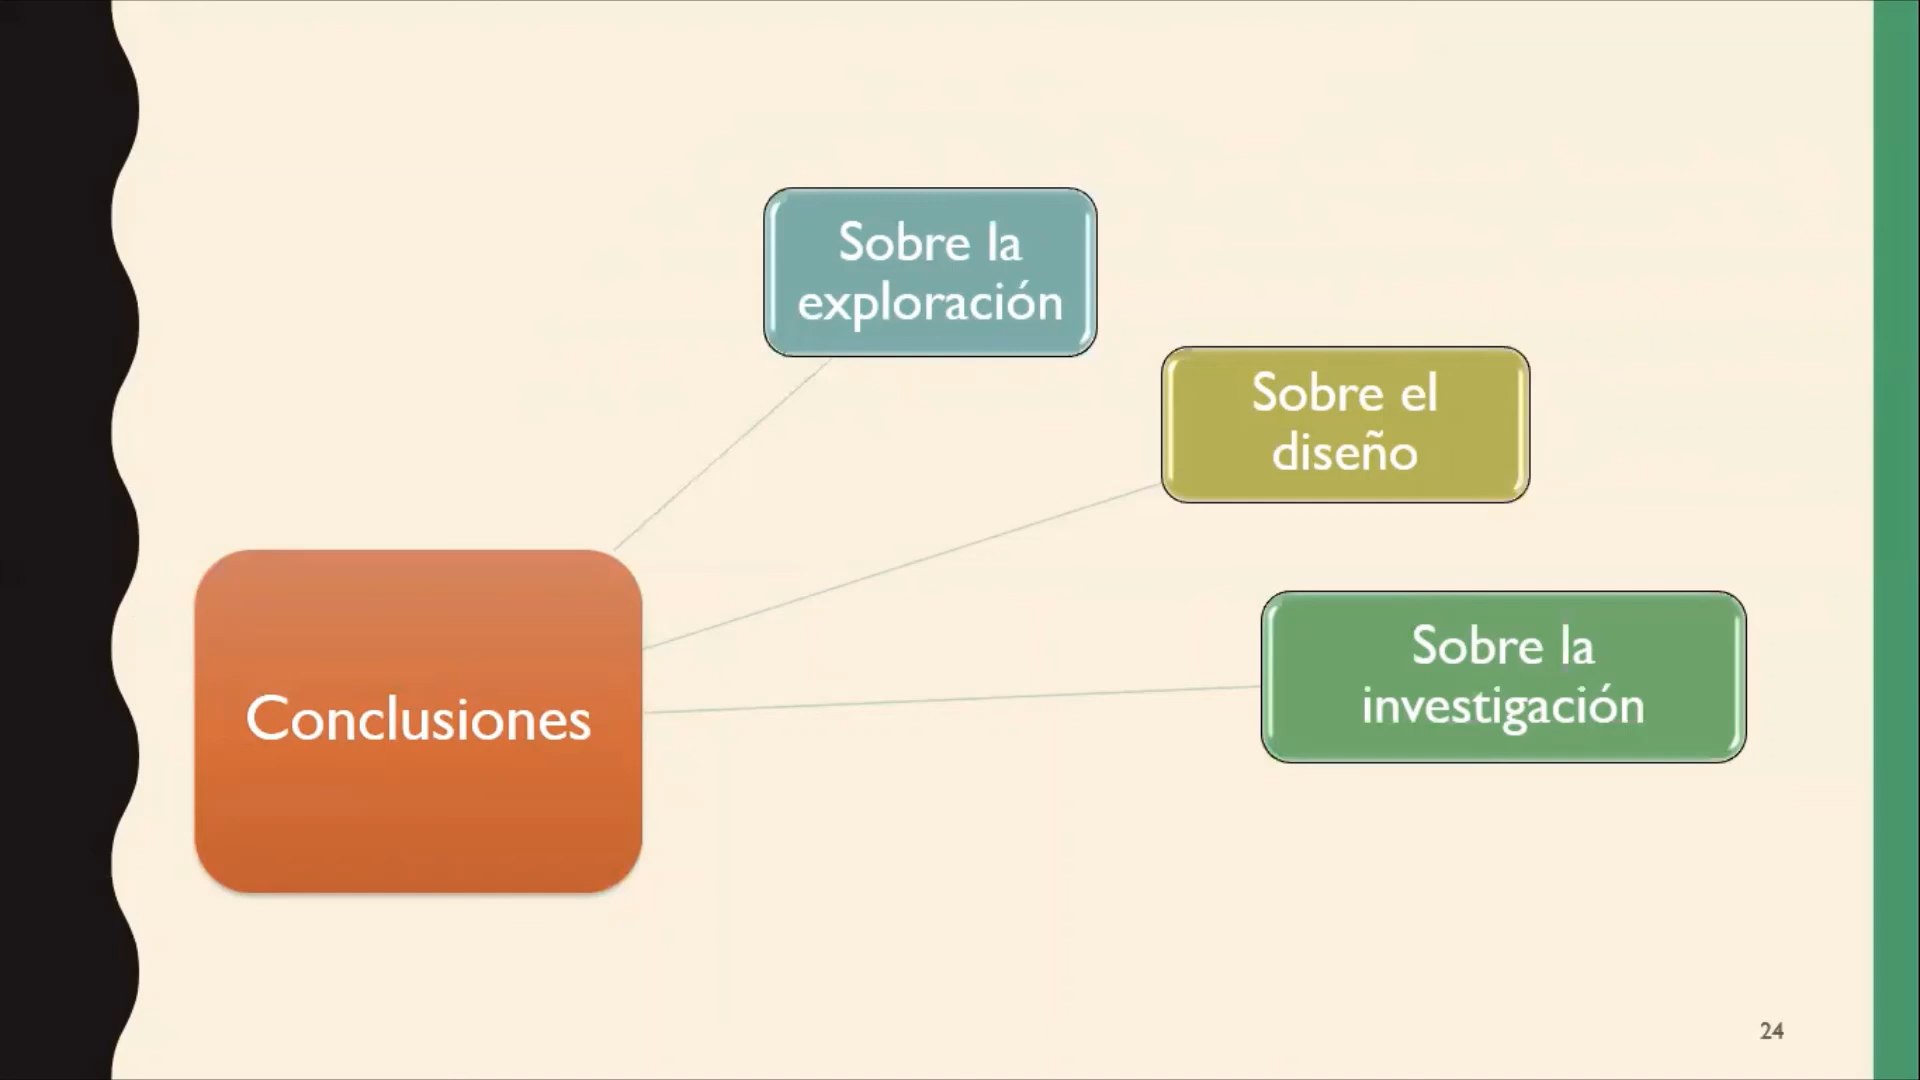 Sobre la
exploración
Sobre el
diseño
Sobre la
investigación
Conclusiones
24